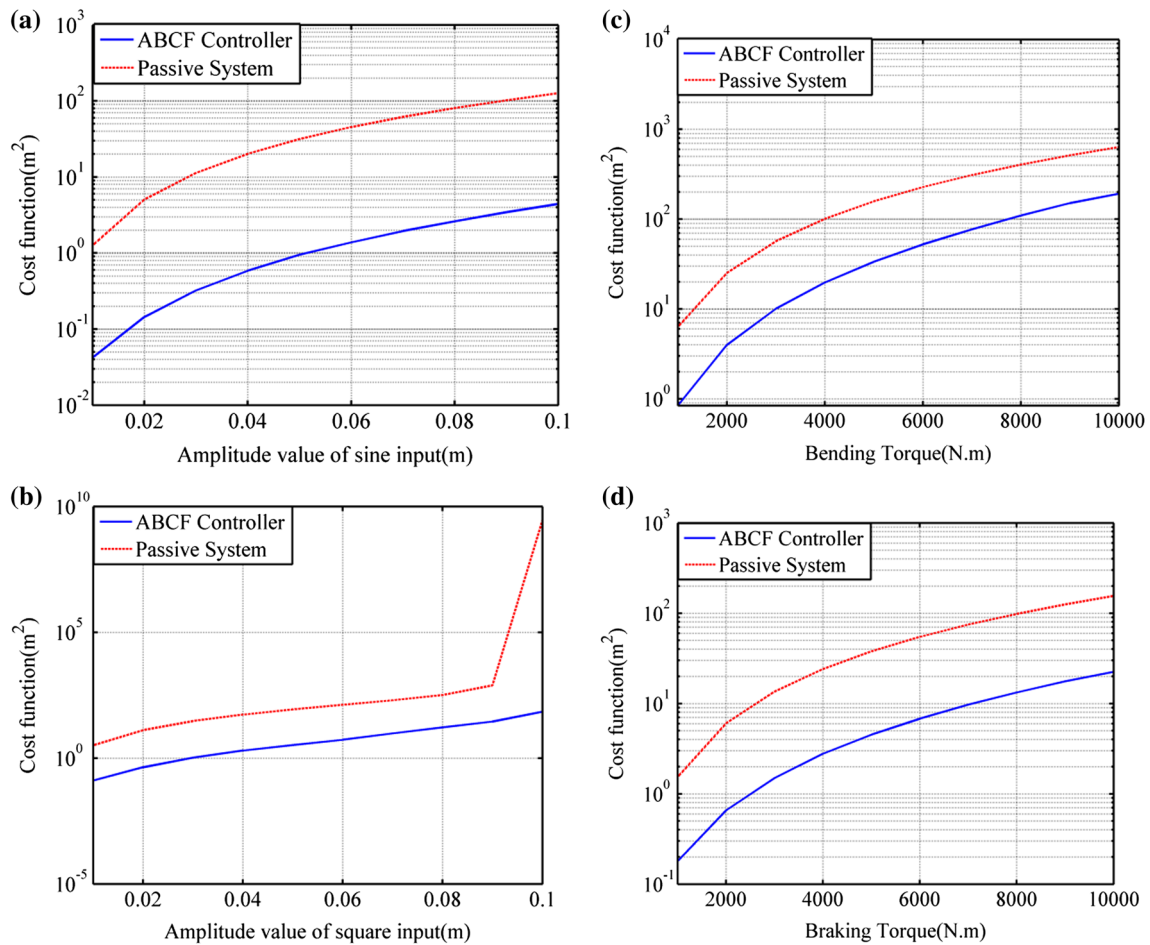 (a)
10^3
10^2
10^1
10^0
10^-1
10^-2
Cost function(m^2)
ABCF Controller
Passive System
0.02
0.04
0.06
0.08
0.1
Amplitude value of sine input(m)
(b)
10^10
10^5
10^0
10^-5
Cost function(m^2)
ABCF Controller
Passive System
0.02
0.04
0.06
0.08
0.1
Amplitude value of square input(m)
(c)
10^4
10^3
10^2
10^1
10^0
Cost function(m^2)
ABCF Controller
Passive System
2000
4000
6000
8000
10000
Bending Torque(N.m)
(d)
10^3
10^2
10^1
10^0
10^-1
Cost function(m^2)
ABCF Controller
Passive System
2000
4000
6000
8000
10000
Braking Torque(N.m)